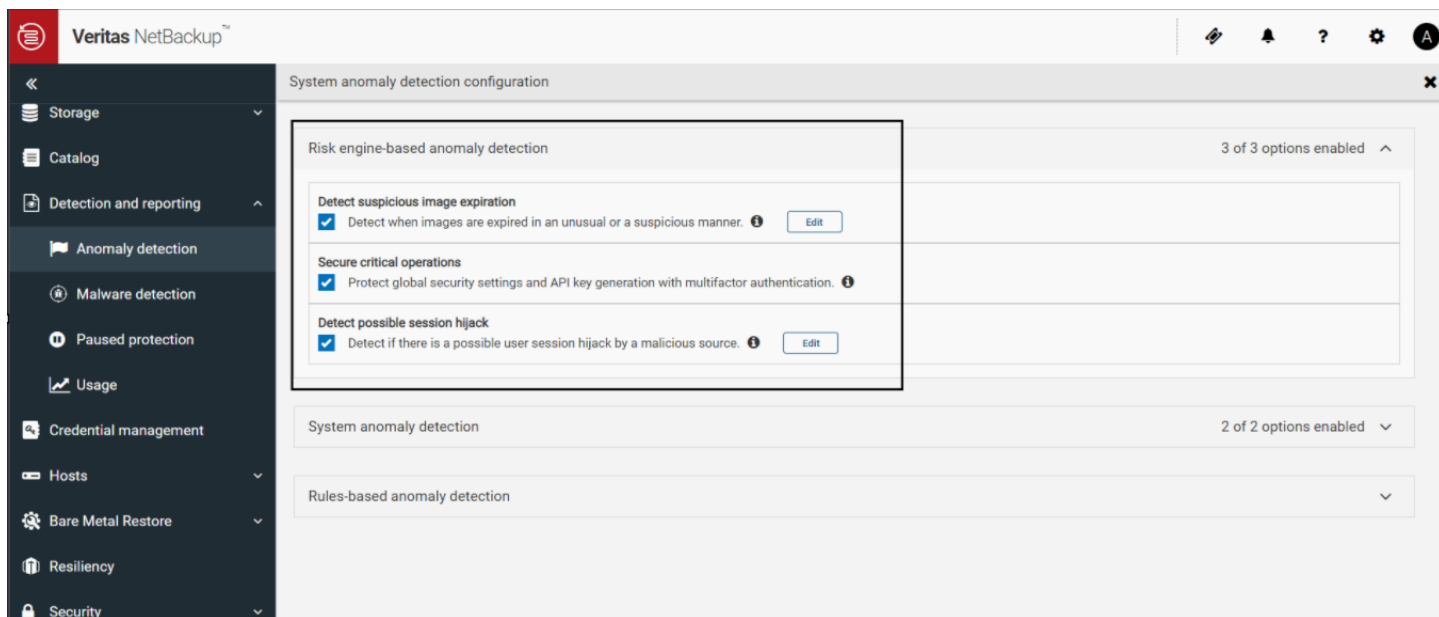 Veritas NetBackup™
?
A
«
System anomaly detection configuration
Storage
Catalog
Detection and reporting
Anomaly detection
Malware detection
Paused protection
Usage
Credential management
Hosts
Bare Metal Restore
Resiliency
Security
Risk engine-based anomaly detection 3 of 3 options enabled
Detect suspicious image expiration
Detect when images are expired in an unusual or a suspicious manner. Edit
Secure critical operations
Protect global security settings and API key generation with multifactor authentication.
Detect possible session hijack
Detect if there is a possible user session hijack by a malicious source. Edit
System anomaly detection 2 of 2 options enabled
Rules-based anomaly detection